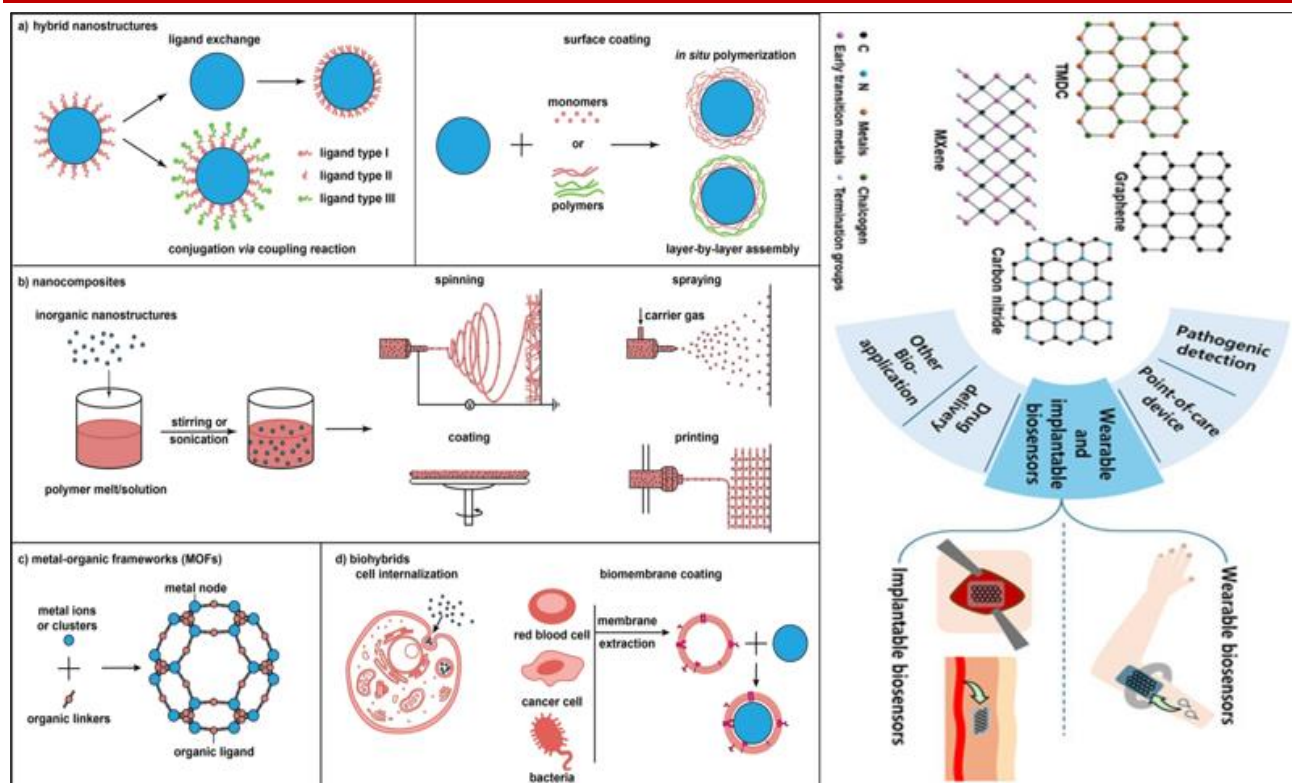 a) hybrid nanostructures
ligand exchange
ligand type I
ligand type II
ligand type III
conjugation via coupling reaction
surface coating
in situ polymerization
monomers
or
polymers
layer-by-layer assembly
b) nanocomposites
inorganic nanostructures
stirring or
sonication
polymer melt/solution
spinning
spraying
carrier gas
coating
printing
c) metal-organic frameworks (MOFs)
metal node
metal ions
or clusters
organic linkers
organic ligand
d) biohybrids
cell internalization
biomembrane coating
red blood cell
cancer cell
bacteria
membrane
extraction
TMDC
Graphene
MXene
Carbon nitride
C
N
Metals
Chalcogen
Early transition metals
Termination groups
Pathogenic
detection
Point-of-care
device
Wearable
and
implantable
biosensors
Drug
delivery
Other
Bio-
application
Wearable biosensors
Implantable biosensors